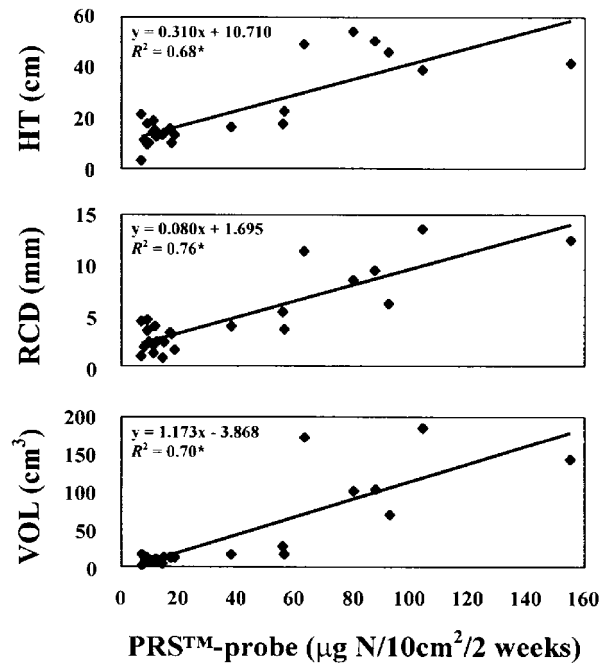 60
40
20
0
HT (cm)
y = 0.310x + 10.710
R² = 0.68*
15
10
5
0
RCD (mm)
y = 0.080x + 1.695
R² = 0.76*
200
150
100
50
0
VOL (cm³)
y = 1.173x - 3.868
R² = 0.70*
0 20 40 60 80 100 120 140 160
PRS™-probe (µg N/10cm²/2 weeks)